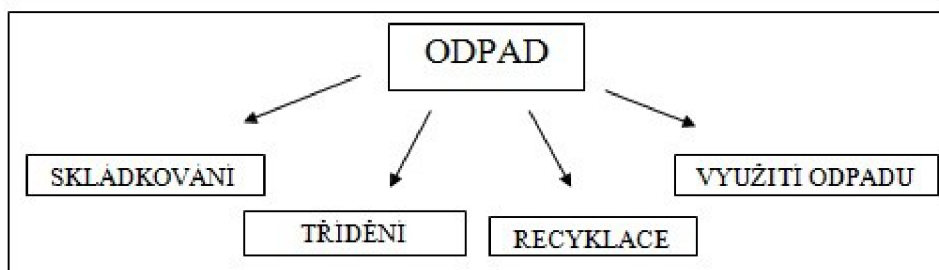 ODPAD
SKLÁDKOVÁNÍ
VYUŽITÍ ODPADU
TŘÍDĚNÍ
RECYKLACE